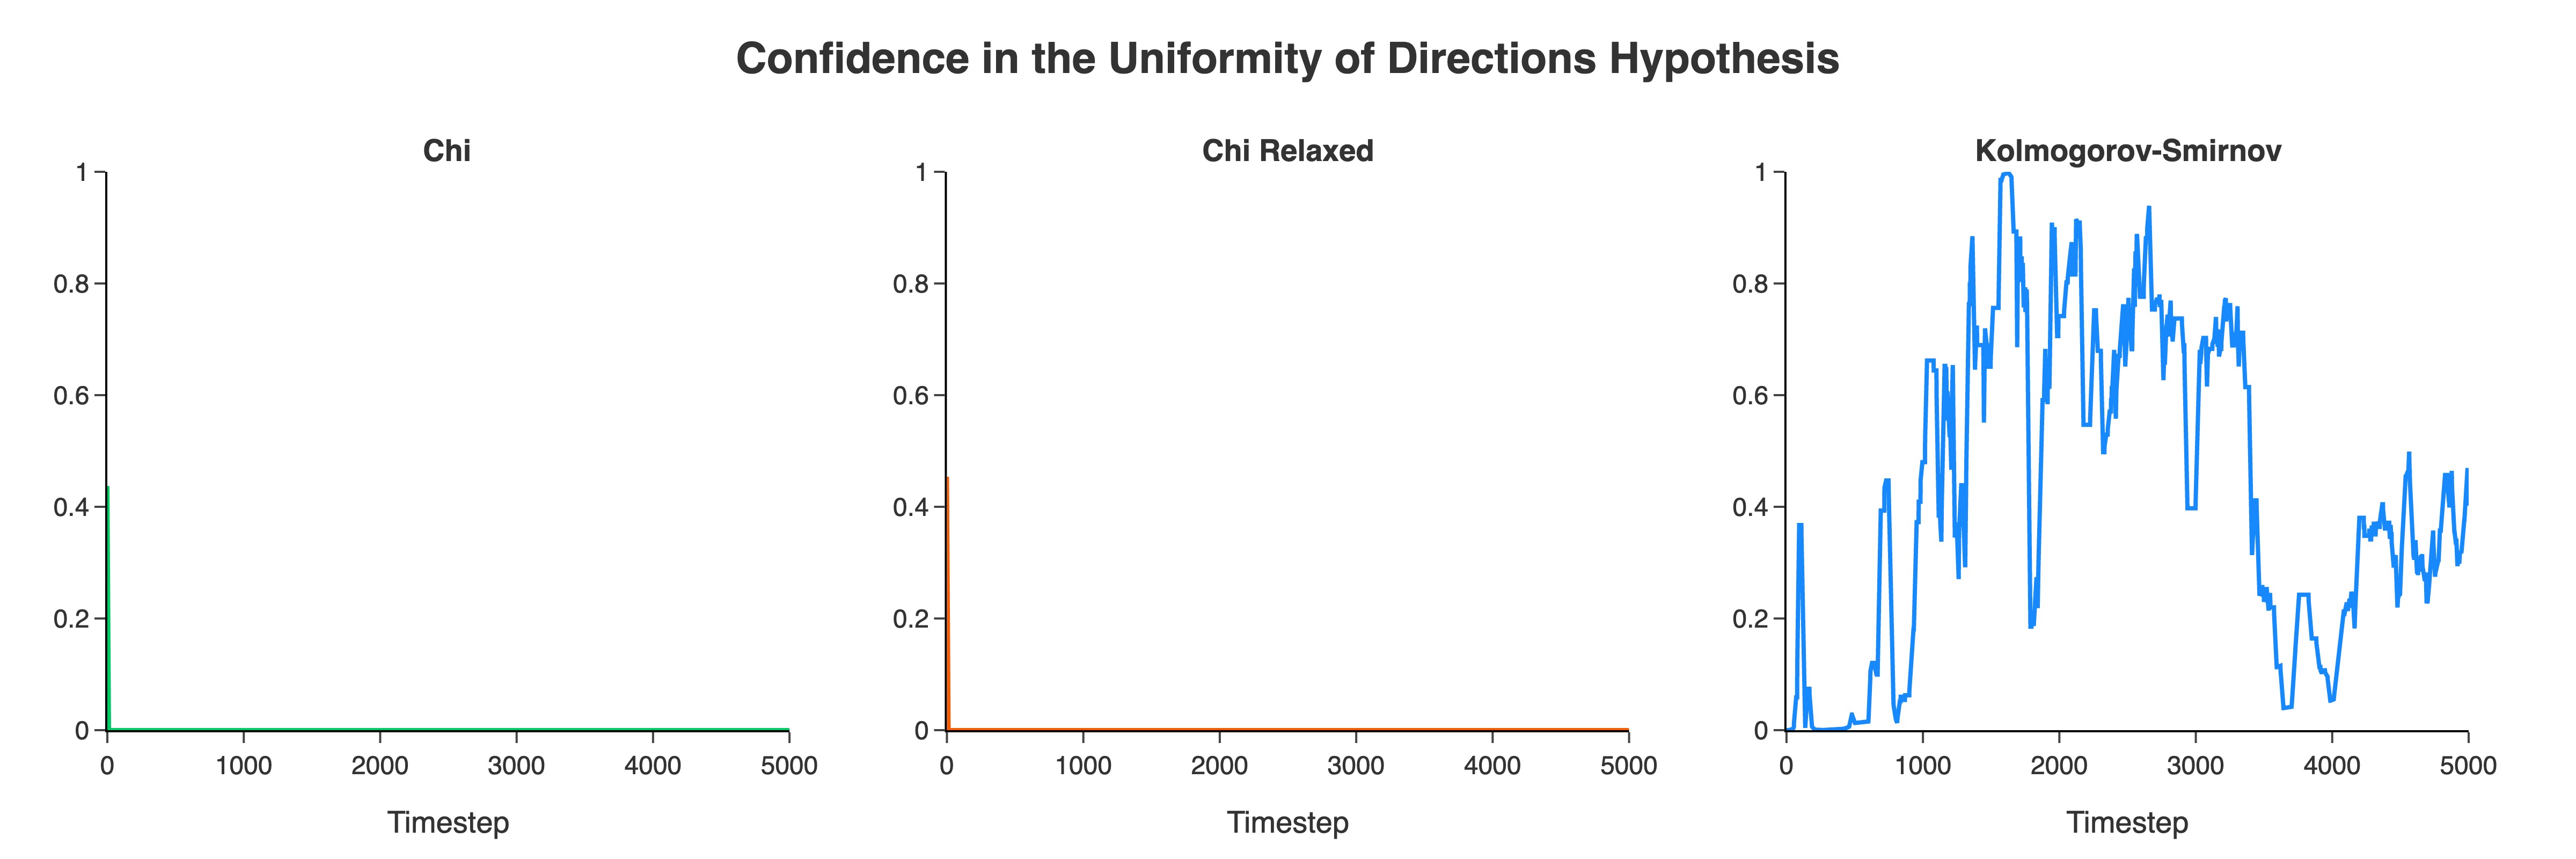 Confidence in the Uniformity of Directions Hypothesis
Chi
1
0.8
0.6
0.4
0.2
0
0 1000 2000 3000 4000 5000
Timestep
Chi Relaxed
1
0.8
0.6
0.4
0.2
0
0 1000 2000 3000 4000 5000
Timestep
Kolmogorov-Smirnov
1
0.8
0.6
0.4
0.2
0
0 1000 2000 3000 4000 5000
Timestep